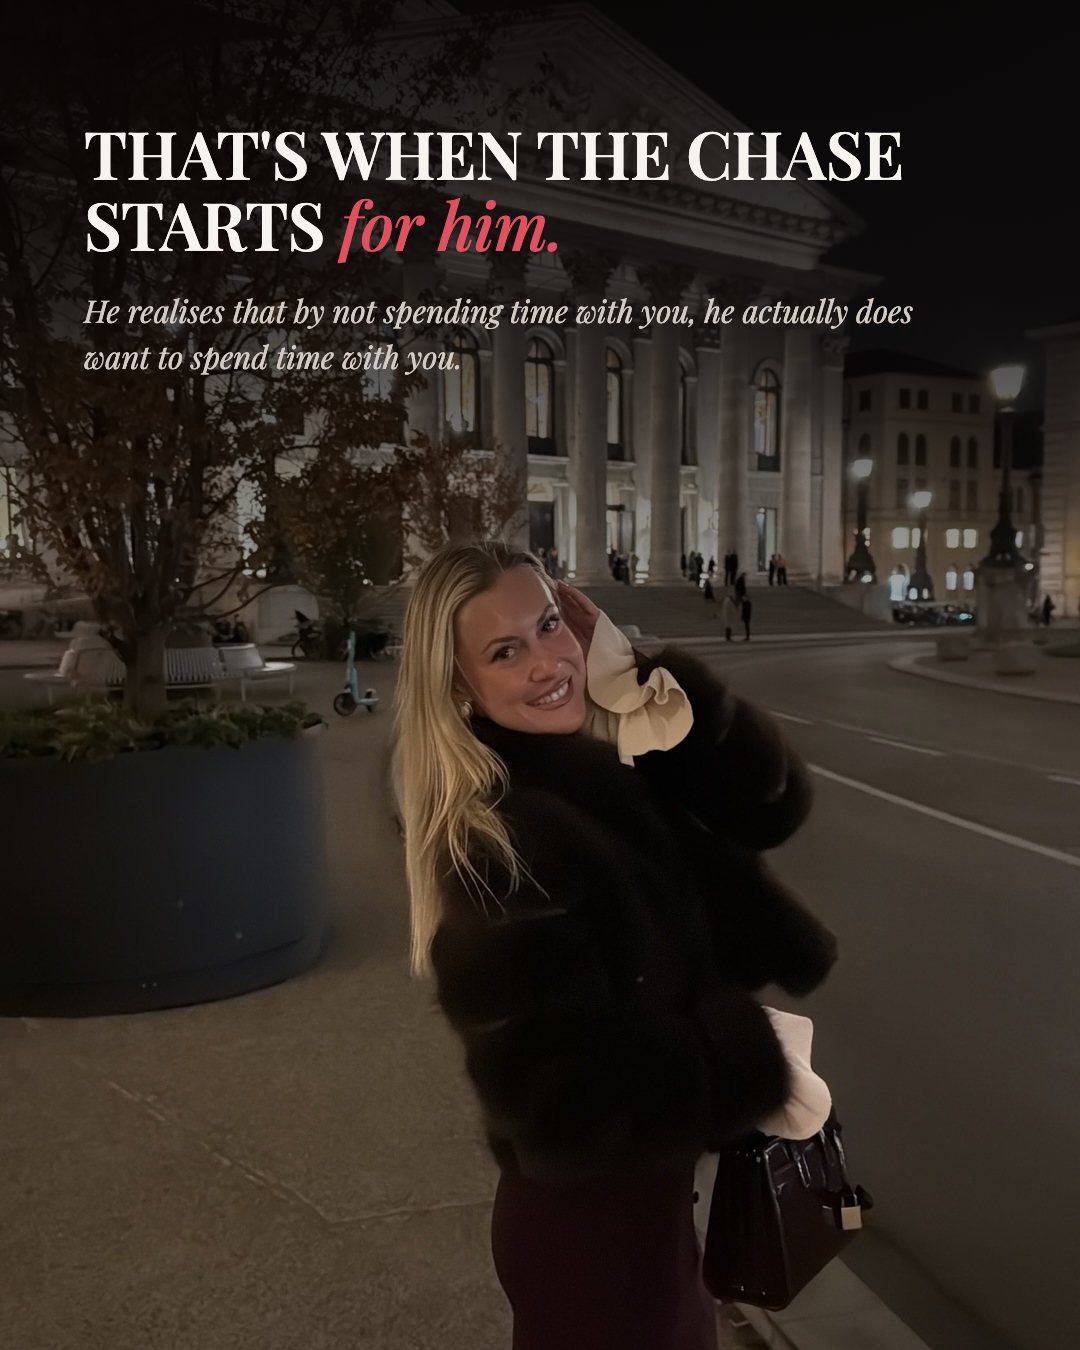 THAT'S WHEN THE CHASE
STARTS for him.
He realises that by not spending time with you, he actually does
want to spend time with you.